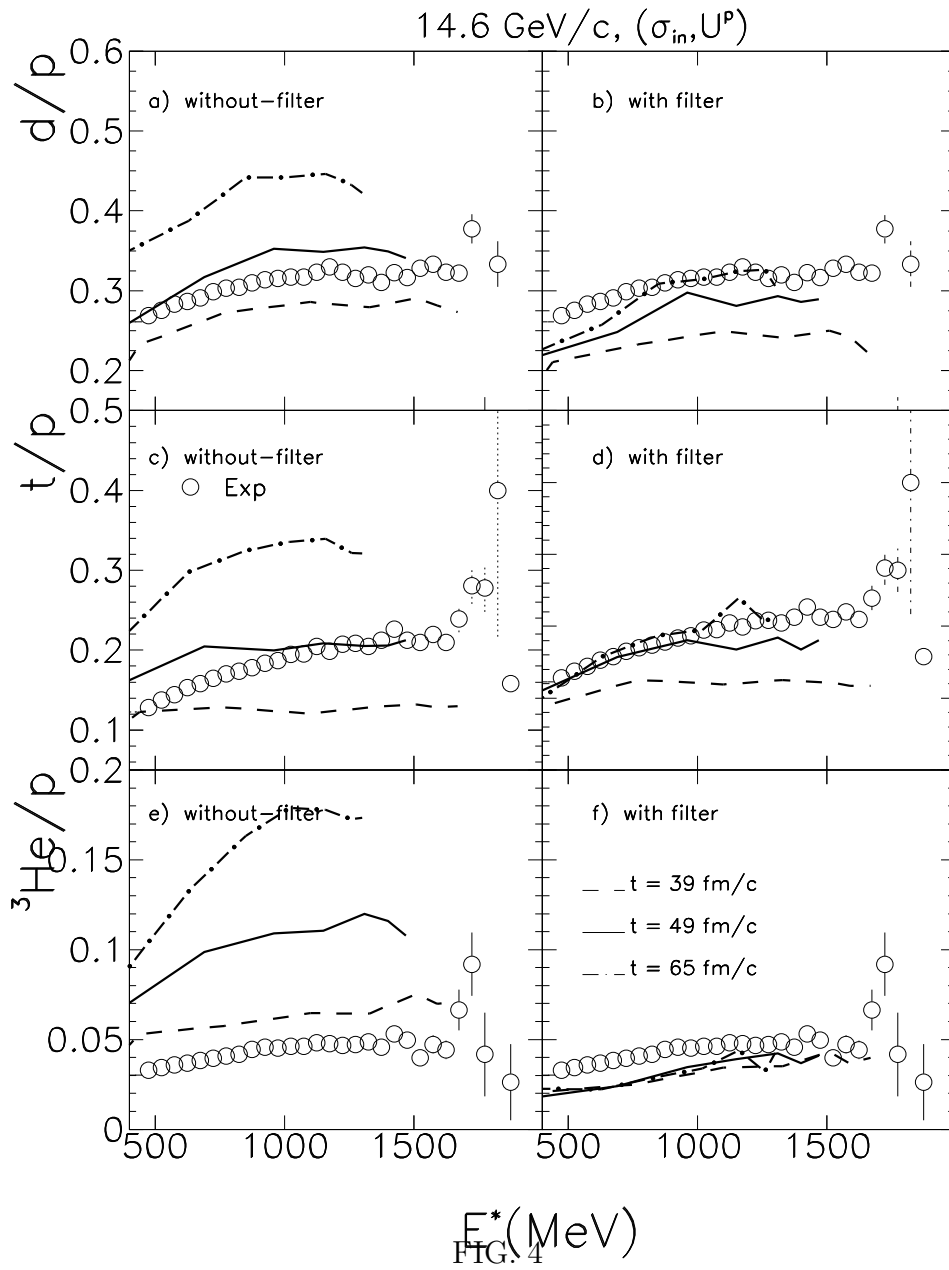 14.6 GeV/c, (σin,Uᵖ)
d/p
0.6
0.5
0.4
0.3
0.2
a) without-filter
b) with filter
t/p
0.5
0.4
0.3
0.2
0.1
c) without-filter
Exp
d) with filter
³He/p
0.2
0.15
0.1
0.05
0
e) without-filter
f) with filter
t = 39 fm/c
t = 49 fm/c
t = 65 fm/c
500 1000 1500 500 1000 1500
E*(MeV)
FIG. 4